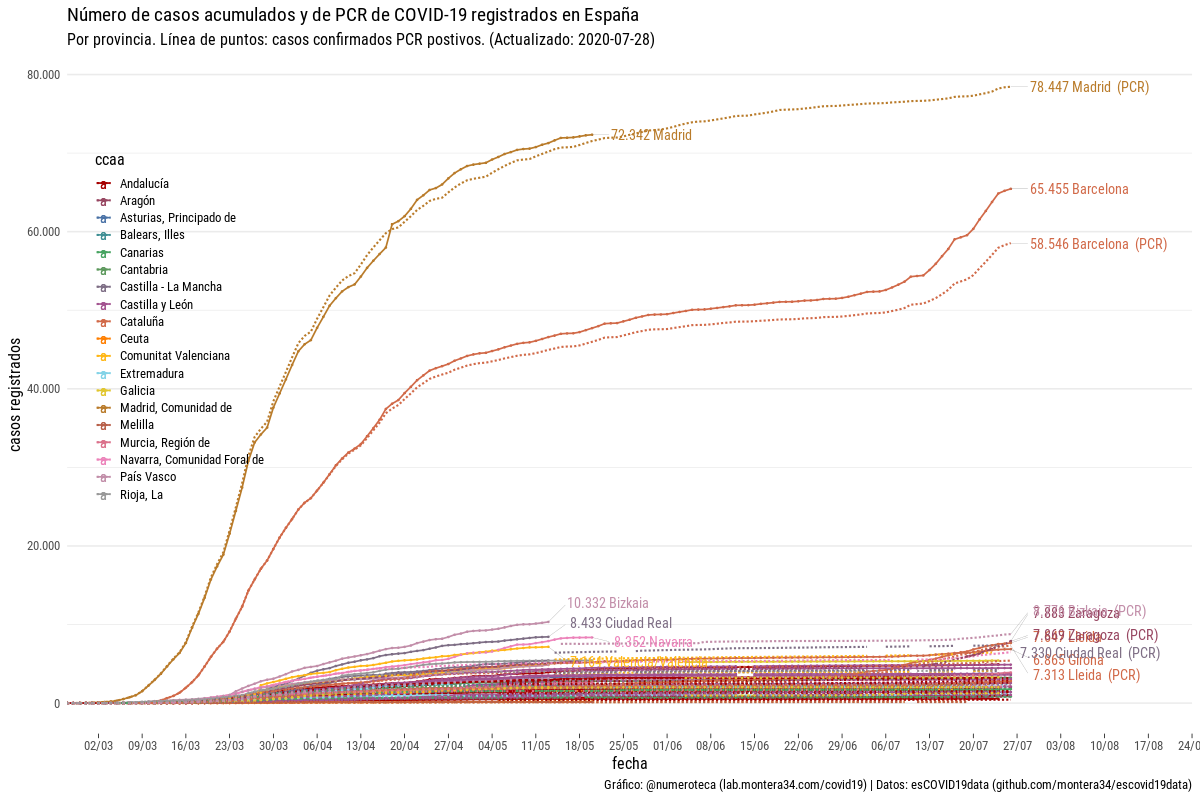 Número de casos acumulados y de PCR de COVID-19 registrados en España
Por provincia. Línea de puntos: casos confirmados PCR postivos. (Actualizado: 2020-07-28)
80.000
78.447 Madrid (PCR)
72.342 Madrid
ccaa
Andalucía
Aragón
Asturias, Principado de
Balears, Illes
Canarias
Cantabria
Castilla - La Mancha
Castilla y León
Cataluña
Ceuta
Comunitat Valenciana
Extremadura
Galicia
Madrid, Comunidad de
Melilla
Murcia, Región de
Navarra, Comunidad Foral de
País Vasco
Rioja, La
65.455 Barcelona
60.000
58.546 Barcelona (PCR)
casos registrados
40.000
20.000
10.332 Bizkaia
8.433 Ciudad Real
8.352 Navarra
7.883 Zaragoza
7.869 Zaragoza (PCR)
7.330 Ciudad Real (PCR)
6.865 Girona
7.313 Lleida (PCR)
0
02/03 09/03 16/03 23/03 30/03 06/04 13/04 20/04 27/04 04/05 11/05 18/05 25/05 01/06 08/06 15/06 22/06 29/06 06/07 13/07 20/07 27/07 03/08 10/08 17/08
fecha
Gráfico: @numeroteca (lab.montera34.com/covid19) | Datos: esCOVID19data (github.com/montera34/escovid19data)